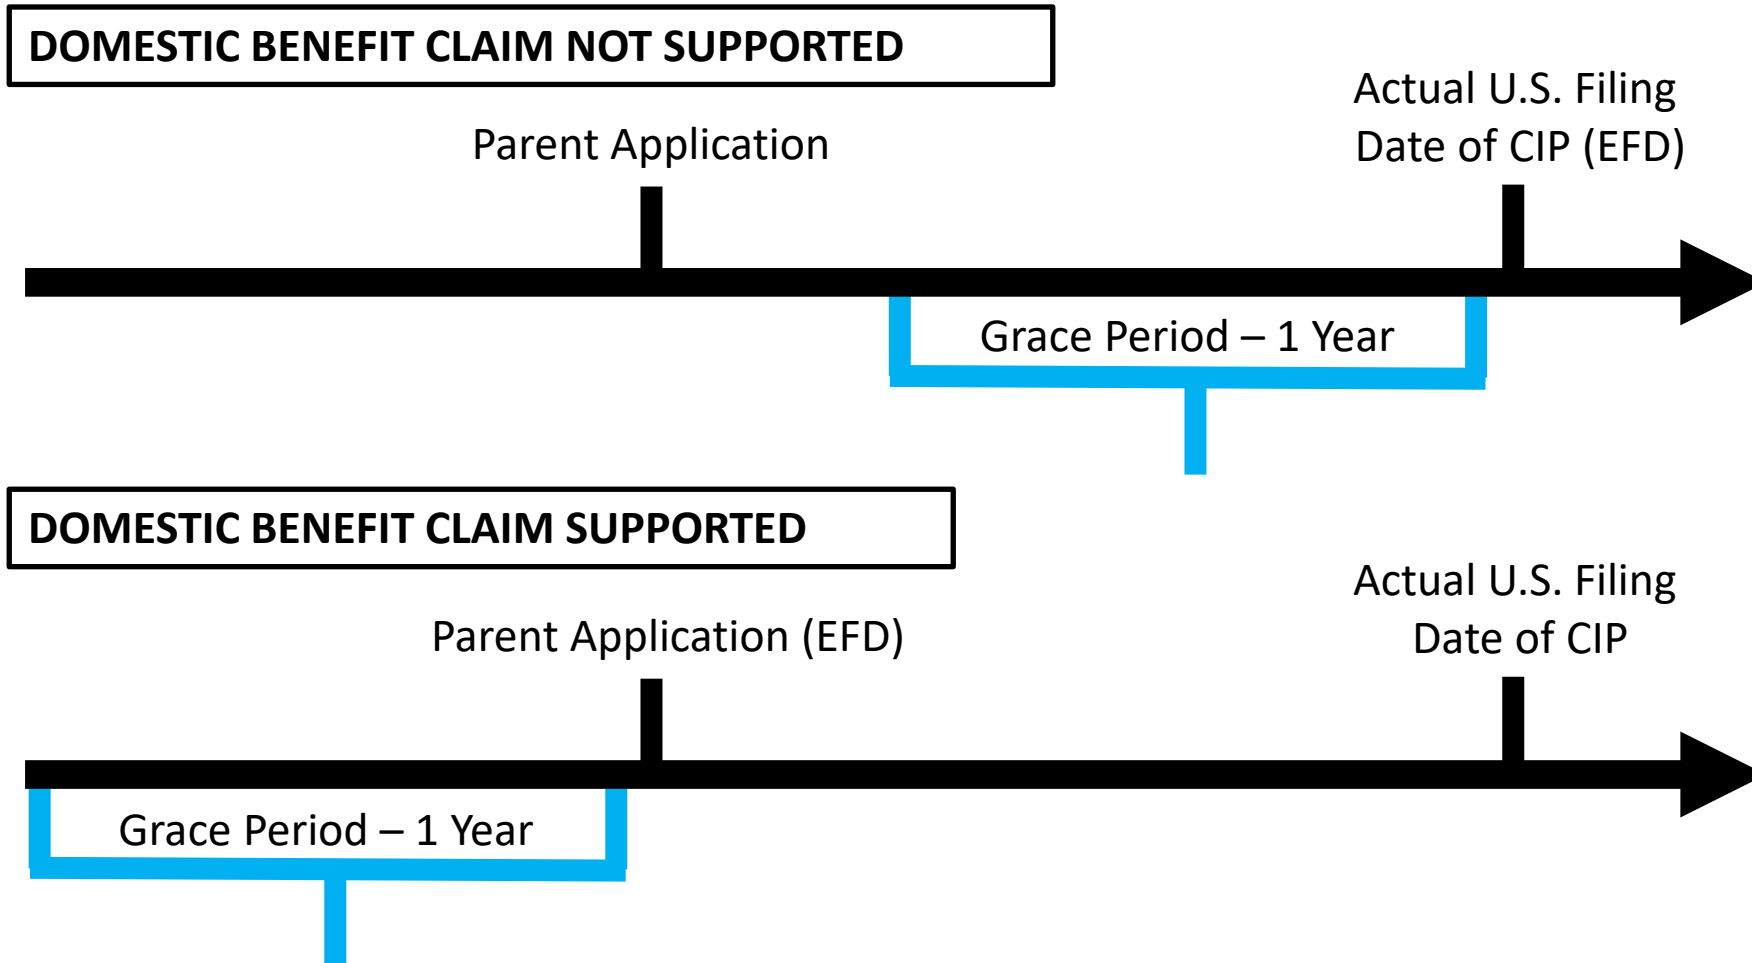 DOMESTIC BENEFIT CLAIM NOT SUPPORTED
Parent Application
Actual U.S. Filing
Date of CIP (EFD)
Grace Period – 1 Year
DOMESTIC BENEFIT CLAIM SUPPORTED
Parent Application (EFD)
Actual U.S. Filing
Date of CIP
Grace Period – 1 Year